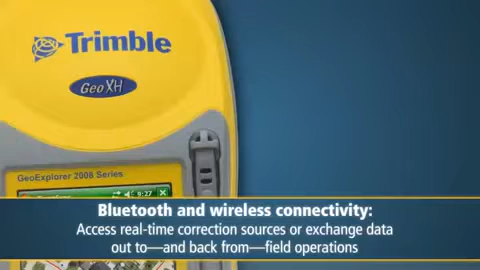 Trimble
GeoXH
GeoExplorer 2008 Series
9:27
Bluetooth and wireless connectivity:
Access real-time correction sources or exchange data
out to—and back from—field operations